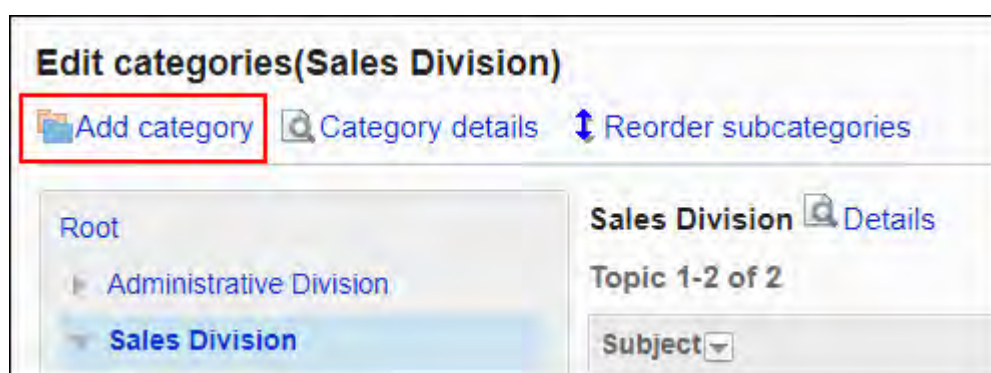 Edit categories(Sales Division)
Add category Category details Reorder subcategories
Root
Administrative Division
Sales Division
Sales Division Details
Topic 1-2 of 2
Subject